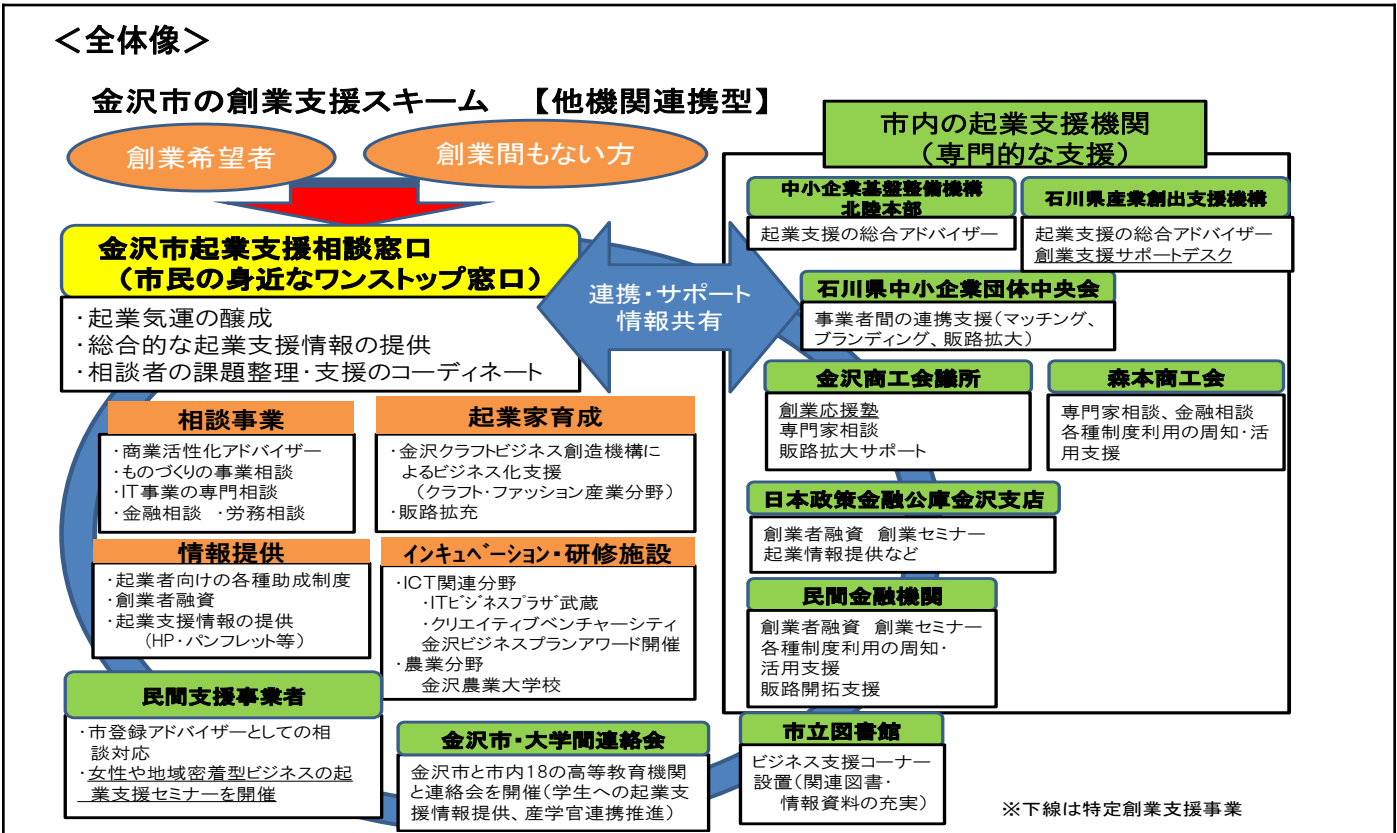 ＜全体像＞
金沢市の創業支援スキーム　【他機関連携型】
創業希望者
創業間もない方
金沢市起業支援相談窓口
（市民の身近なワンストップ窓口）
・起業気運の醸成
・総合的な起業支援情報の提供
・相談者の課題整理・支援のコーディネート
連携・サポート
情報共有
相談事業
・商業活性化アドバイザー
・ものづくりの事業相談
・IT事業の専門相談
・金融相談　・労務相談
起業家育成
・金沢クラフトビジネス創造機構に
よるビジネス化支援
（クラフト・ファッション産業分野）
・販路拡充
情報提供
・起業者向けの各種助成制度
・創業者融資
・起業支援情報の提供
（HP・パンフレット等）
インキュベーション・研修施設
・ICT関連分野
・ITビジネスプラザ武蔵
・クリエイティブベンチャーシティ
金沢ビジネスプランアワード開催
・農業分野
金沢農業大学校
民間支援事業者
・市登録アドバイザーとしての相
談対応
・女性や地域密着型ビジネスの起
業支援セミナーを開催
金沢市・大学間連絡会
金沢市と市内18の高等教育機関
と連絡会を開催（学生への起業支
援情報提供、産学官連携推進）
市立図書館
ビジネス支援コーナー
設置（関連図書・
情報資料の充実）
市内の起業支援機関
（専門的な支援）
中小企業基盤整備機構
北陸本部
起業支援の総合アドバイザー
石川県産業創出支援機構
起業支援の総合アドバイザー
創業支援サポートデスク
石川県中小企業団体中央会
事業者間の連携支援（マッチング、
ブランディング、販路拡大）
金沢商工会議所
創業応援塾
専門家相談
販路拡大サポート
森本商工会
専門家相談、金融相談
各種制度利用の周知・活
用支援
日本政策金融公庫金沢支店
創業者融資　創業セミナー
起業情報提供など
民間金融機関
創業者融資　創業セミナー
各種制度利用の周知・
活用支援
販路開拓支援
※下線は特定創業支援事業